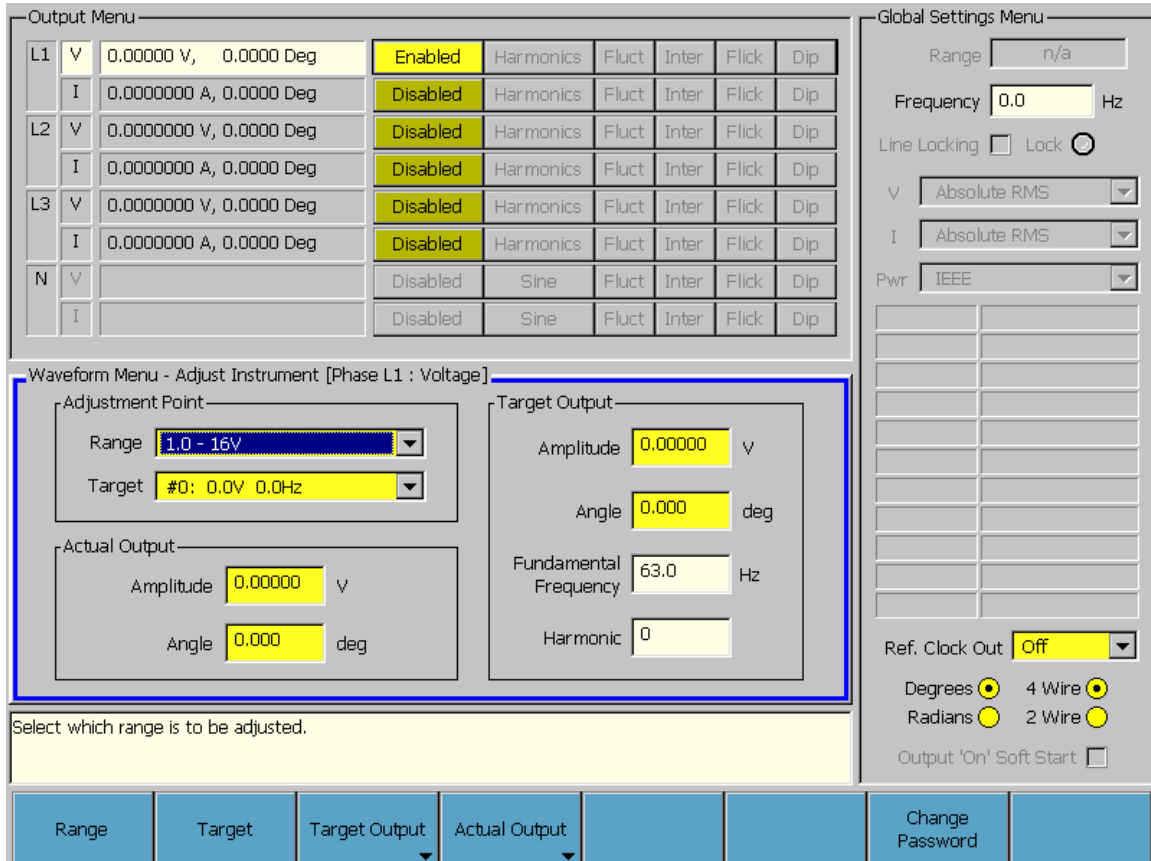 Output Menu
L1 V 0.00000 V, 0.0000 Deg Enabled Harmonics Fluct Inter Flick Dip
I 0.0000000 A, 0.0000 Deg Disabled Harmonics Fluct Inter Flick Dip
L2 V 0.0000000 V, 0.0000 Deg Disabled Harmonics Fluct Inter Flick Dip
I 0.0000000 A, 0.0000 Deg Disabled Harmonics Fluct Inter Flick Dip
L3 V 0.0000000 V, 0.0000 Deg Disabled Harmonics Fluct Inter Flick Dip
I 0.0000000 A, 0.0000 Deg Disabled Harmonics Fluct Inter Flick Dip
N V Disabled Sine Fluct Inter Flick Dip
I Disabled Sine Fluct Inter Flick Dip
Waveform Menu - Adjust Instrument [Phase L1 : Voltage]
Adjustment Point
Range 1.0 - 16V
Target #0: 0.0V 0.0Hz
Actual Output
Amplitude 0.00000 V
Angle 0.000 deg
Target Output
Amplitude 0.00000 V
Angle 0.000 deg
Fundamental
Frequency 63.0 Hz
Harmonic 0
Select which range is to be adjusted.
Global Settings Menu
Range n/a
Frequency 0.0 Hz
Line Locking Lock
V Absolute RMS
I Absolute RMS
Pwr IEEE
Ref. Clock Out Off
Degrees 4 Wire
Radians 2 Wire
Output 'On' Soft Start
Range Target Target Output Actual Output Change
Password